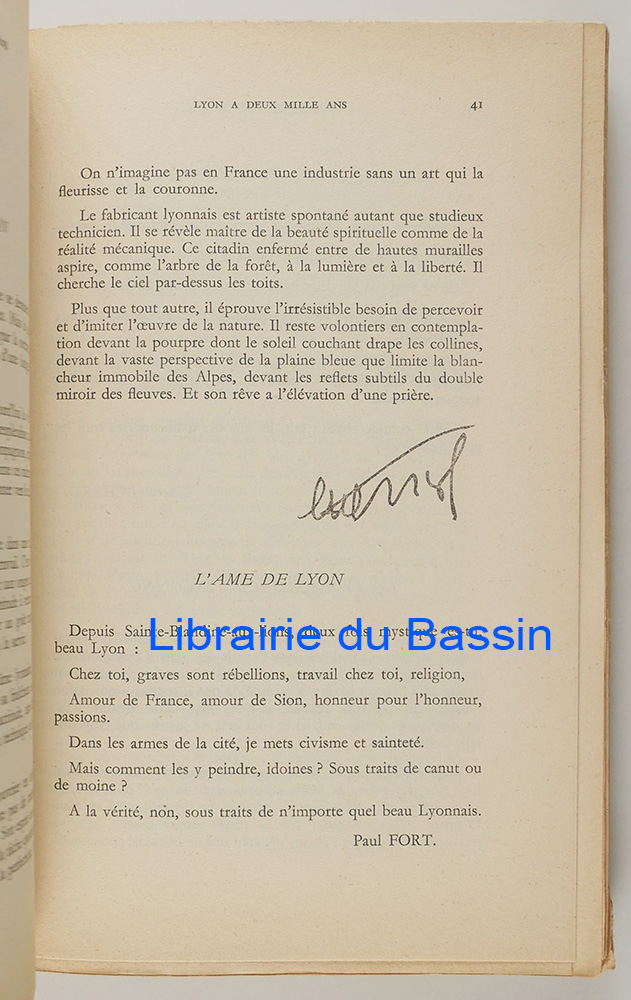 LYON A DEUX MILLE ANS 41
On n'imagine pas en France une industrie sans un art qui la
fleurisse et la couronne.
Le fabricant lyonnais est artiste spontané autant que studieux
technicien. Il se révèle maître de la beauté spirituelle comme de la
réalité mécanique. Ce citadin enfermé entre de hautes murailles
aspire, comme l'arbre de la forêt, à la lumière et à la liberté. Il
cherche le ciel par-dessus les toits.
Plus que tout autre, il éprouve l'irrésistible besoin de percevoir
et d'imiter l'œuvre de la nature. Il reste volontiers en contempla-
tion devant la pourpre dont le soleil couchant drape les collines,
devant la vaste perspective de la plaine bleue que limite la blan-
cheur immobile des Alpes, devant les reflets subtils du double
miroir des fleuves. Et son rêve a l'élévation d'une prière.
L'AME DE LYON
Depuis Sainte-Blandine-aux-lions, deux fois mystique es-tu,
Librairie du Bassin
beau Lyon :
Chez toi, graves sont rébellions, travail chez toi, religion,
Amour de France, amour de Sion, honneur pour l'honneur,
passions.
Dans les armes de la cité, je mets civisme et sainteté.
Mais comment les y peindre, idoines ? Sous traits de canut ou
de moine ?
A la vérité, non, sous traits de n'importe quel beau Lyonnais.
Paul FORT.